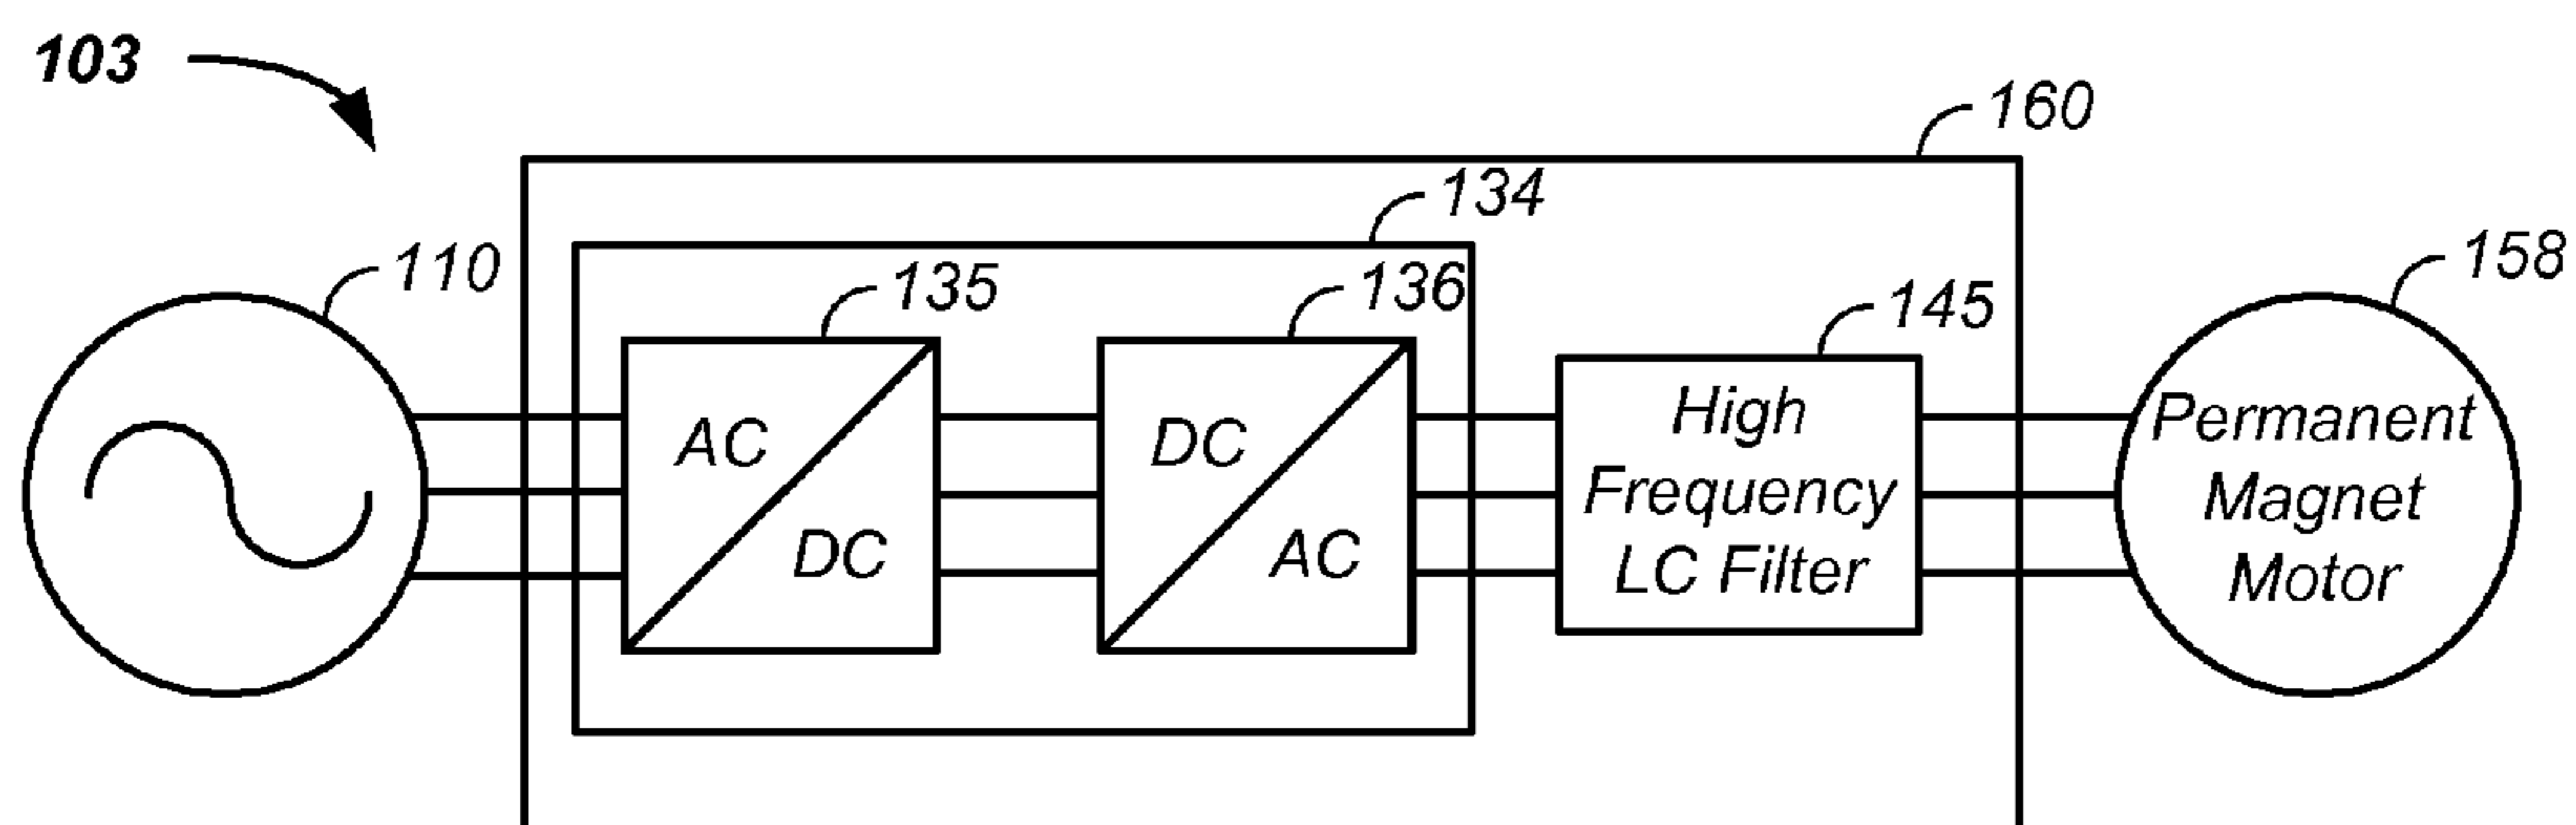 103
160
134
110
135
136
145
158
AC
DC
DC
AC
High
Frequency
LC Filter
Permanent
Magnet
Motor